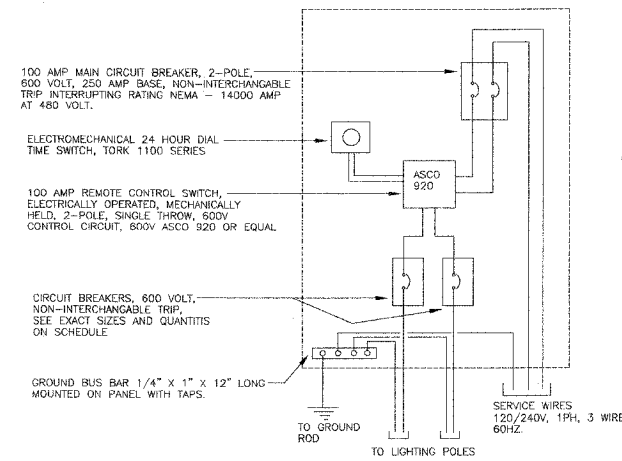 100 AMP MAIN CIRCUIT BREAKER, 2-POLE,
600 VOLT, 250 AMP BASE, NON-INTERCHANGABLE
TRIP INTERRUPTING RATING NEMA - 14000 AMP
AT 480 VOLT.
ELECTROMECHANICAL 24 HOUR DIAL
TIME SWITCH, TORK 1100 SERIES
ASCO
920
100 AMP REMOTE CONTROL SWITCH,
ELECTRICALLY OPERATED, MECHANICALLY
HELD, 2-POLE, SINGLE THROW, 600V
CONTROL CIRCUIT, 600V ASCO 920 OR EQUAL
CIRCUIT BREAKERS, 600 VOLT,
NON-INTERCHANGABLE TRIP,
SEE EXACT SIZES AND QUANTITIS
ON SCHEDULE
GROUND BUS BAR 1/4" X 1" X 12" LONG
MOUNTED ON PANEL WITH TAPS.
TO GROUND
ROD
TO LIGHTING POLES
SERVICE WIRES
120/240V, 1PH, 3 WIRE
60HZ.